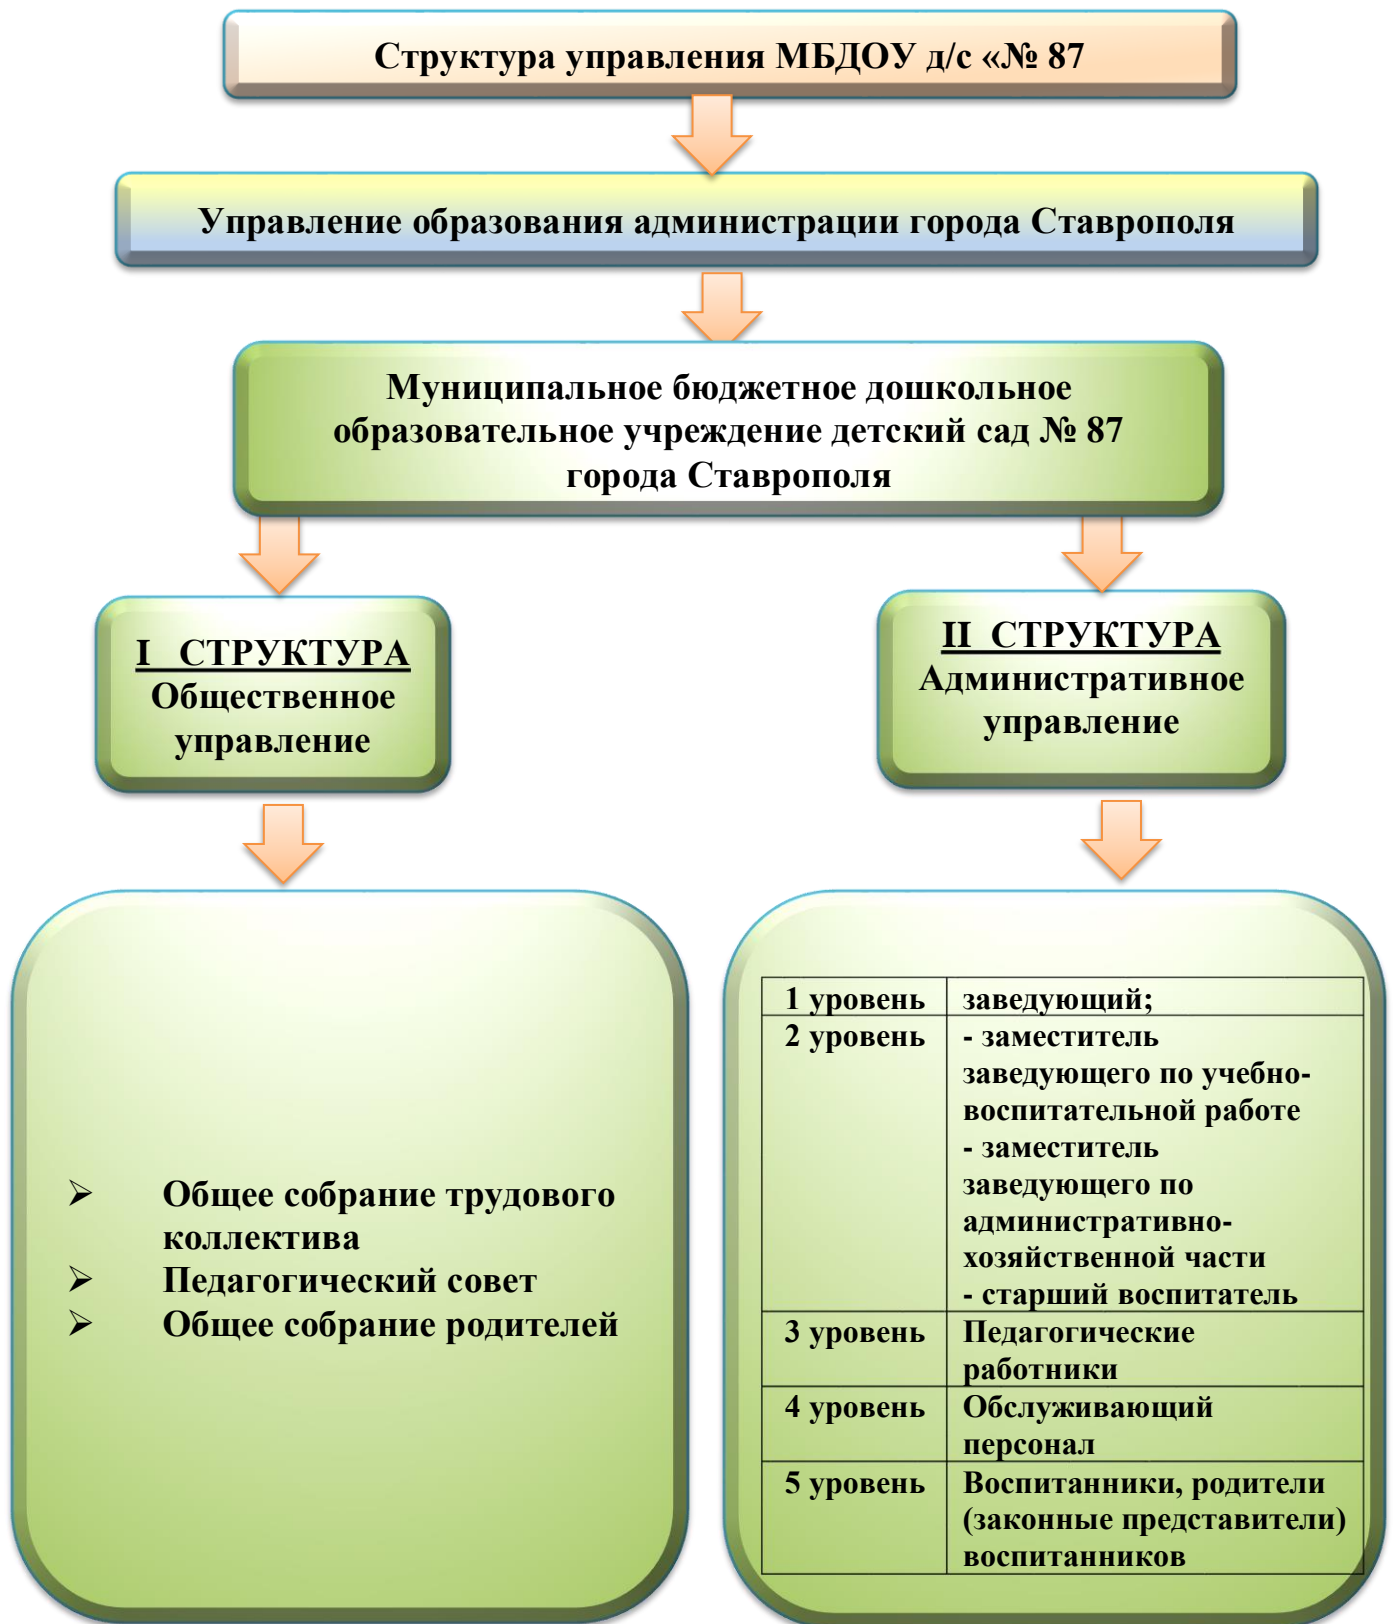 Структура управления МБДОУ д/с «№ 87
Управление образования администрации города Ставрополя
Муниципальное бюджетное дошкольное
образовательное учреждение детский сад № 87
города Ставрополя
I СТРУКТУРА
Общественное
управление
II СТРУКТУРА
Административное
управление
➢ Общее собрание трудового
коллектива
➢ Педагогический совет
➢ Общее собрание родителей
1 уровень заведующий;
2 уровень - заместитель
заведующего по учебно-
воспитательной работе
- заместитель
заведующего по
административно-
хозяйственной части
- старший воспитатель
3 уровень Педагогические
работники
4 уровень Обслуживающий
персонал
5 уровень Воспитанники, родители
(законные представители)
воспитанников